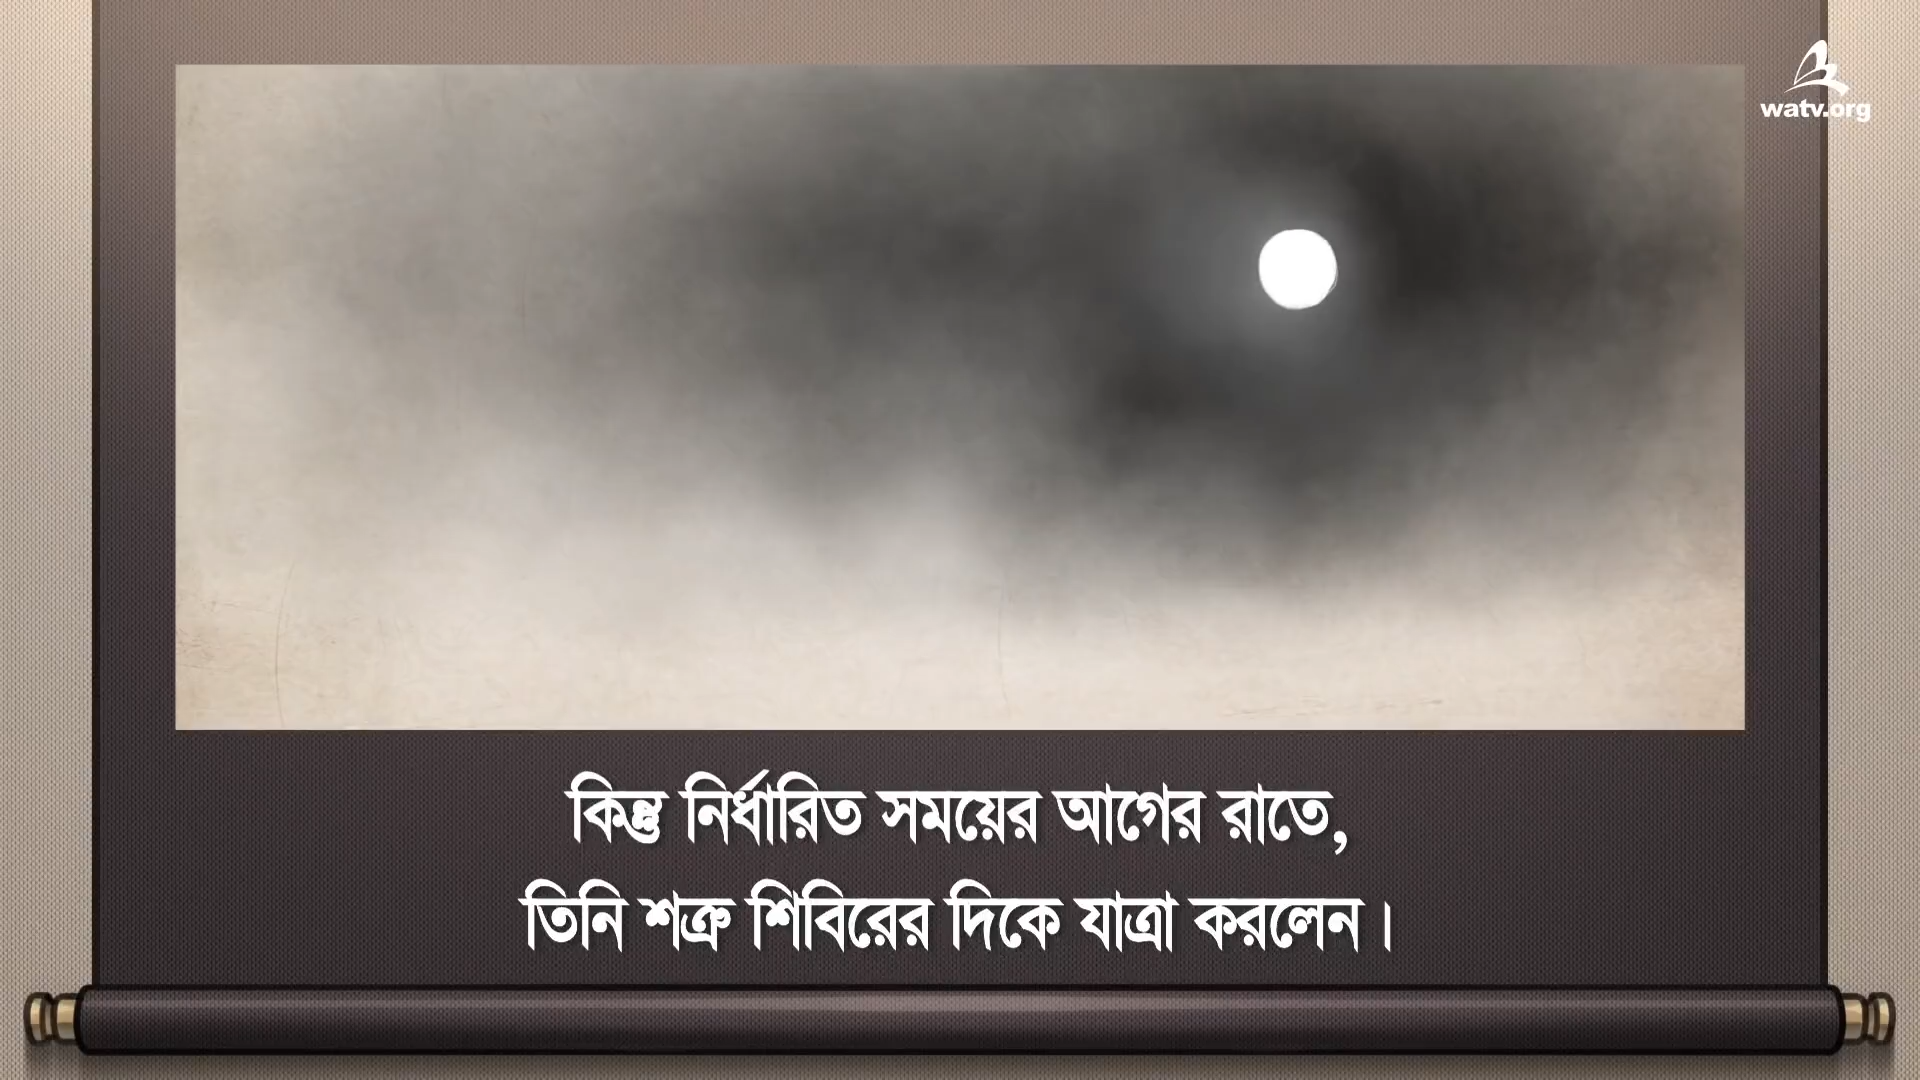 watv.org
কিন্তু নির্ধারিত সময়ের আগের রাতে,
তিনি শত্রু শিবিরের দিকে যাত্রা করলেন।